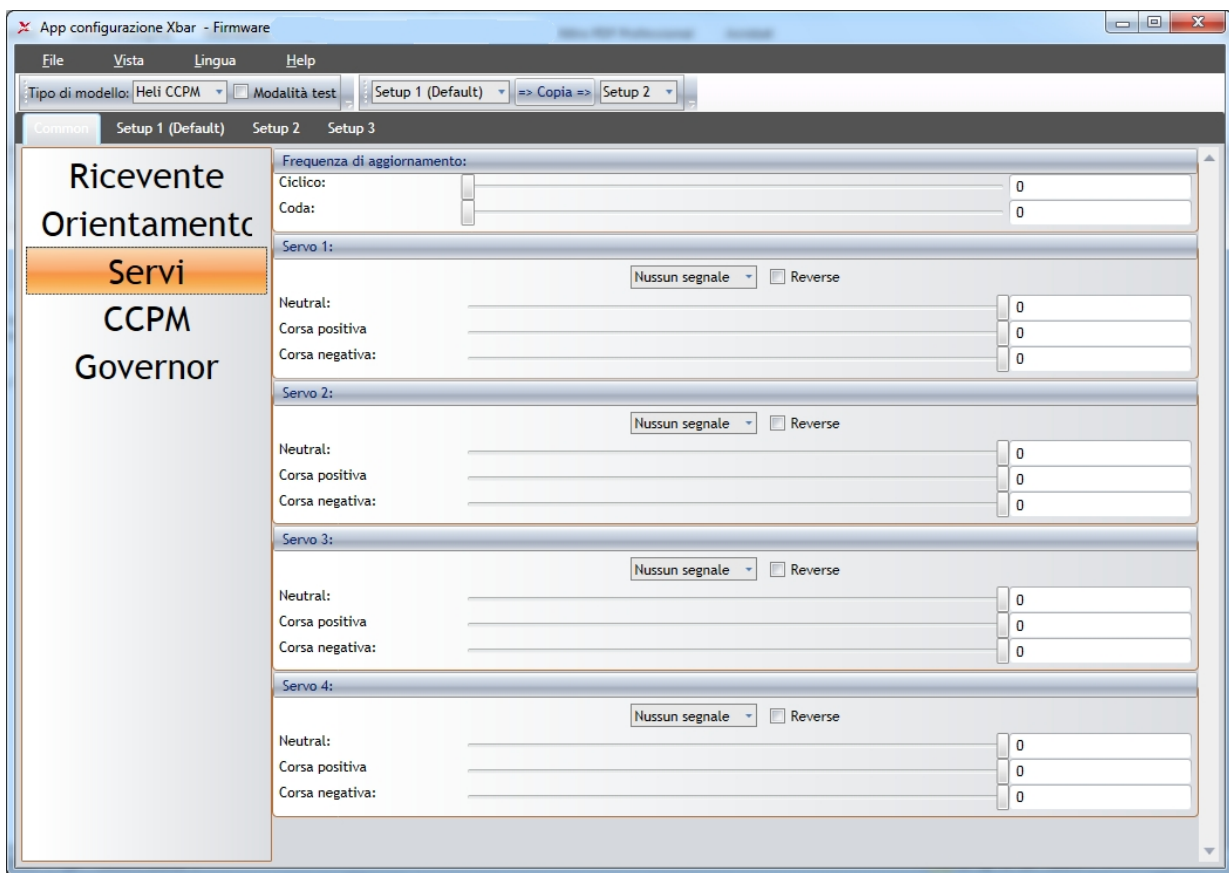 App configurazione Xbar - Firmware
File Vista Lingua Help
Tipo di modello: Heli CCPM Modalità test Setup 1 (Default) => Copia => Setup 2
Common Setup 1 (Default) Setup 2 Setup 3
Ricevente
Orientamento
Servi
CCPM
Governor
Frequenza di aggiornamento:
Ciclico: 0
Coda: 0
Servo 1:
Nussun segnale Reverse
Neutral: 0
Corsa positiva 0
Corsa negativa: 0
Servo 2:
Nussun segnale Reverse
Neutral: 0
Corsa positiva 0
Corsa negativa: 0
Servo 3:
Nussun segnale Reverse
Neutral: 0
Corsa positiva 0
Corsa negativa: 0
Servo 4:
Nussun segnale Reverse
Neutral: 0
Corsa positiva 0
Corsa negativa: 0